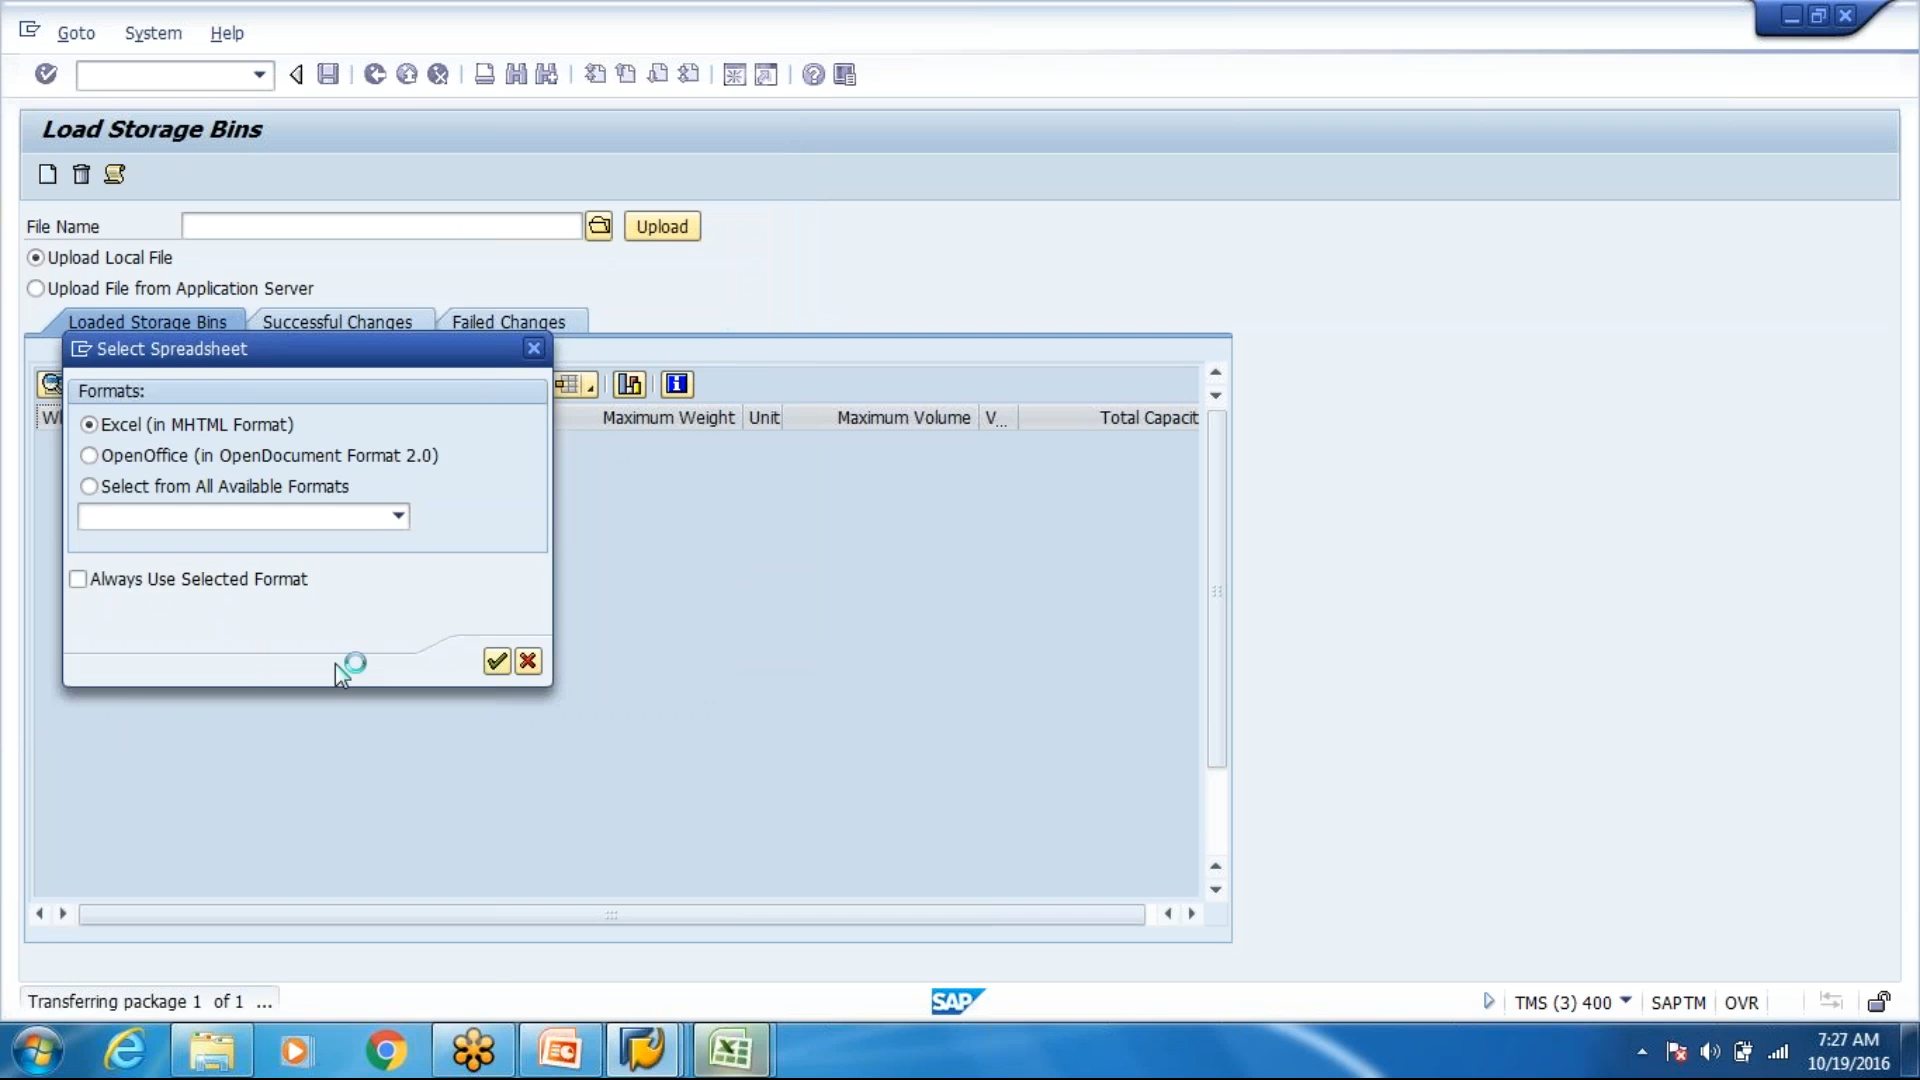 Goto System Help
Load Storage Bins
File Name Upload
Upload Local File
Upload File from Application Server
Loaded Storage Bins Successful Changes Failed Changes
Select Spreadsheet
Formats:
Wh Maximum Weight Unit Maximum Volume V... Total Capacit
Excel (in MHTML Format)
OpenOffice (in OpenDocument Format 2.0)
Select from All Available Formats
Always Use Selected Format
Transferring package 1 of 1 ... SAP TMS (3) 400 SAPTM OVR
7:27 AM
10/19/2016